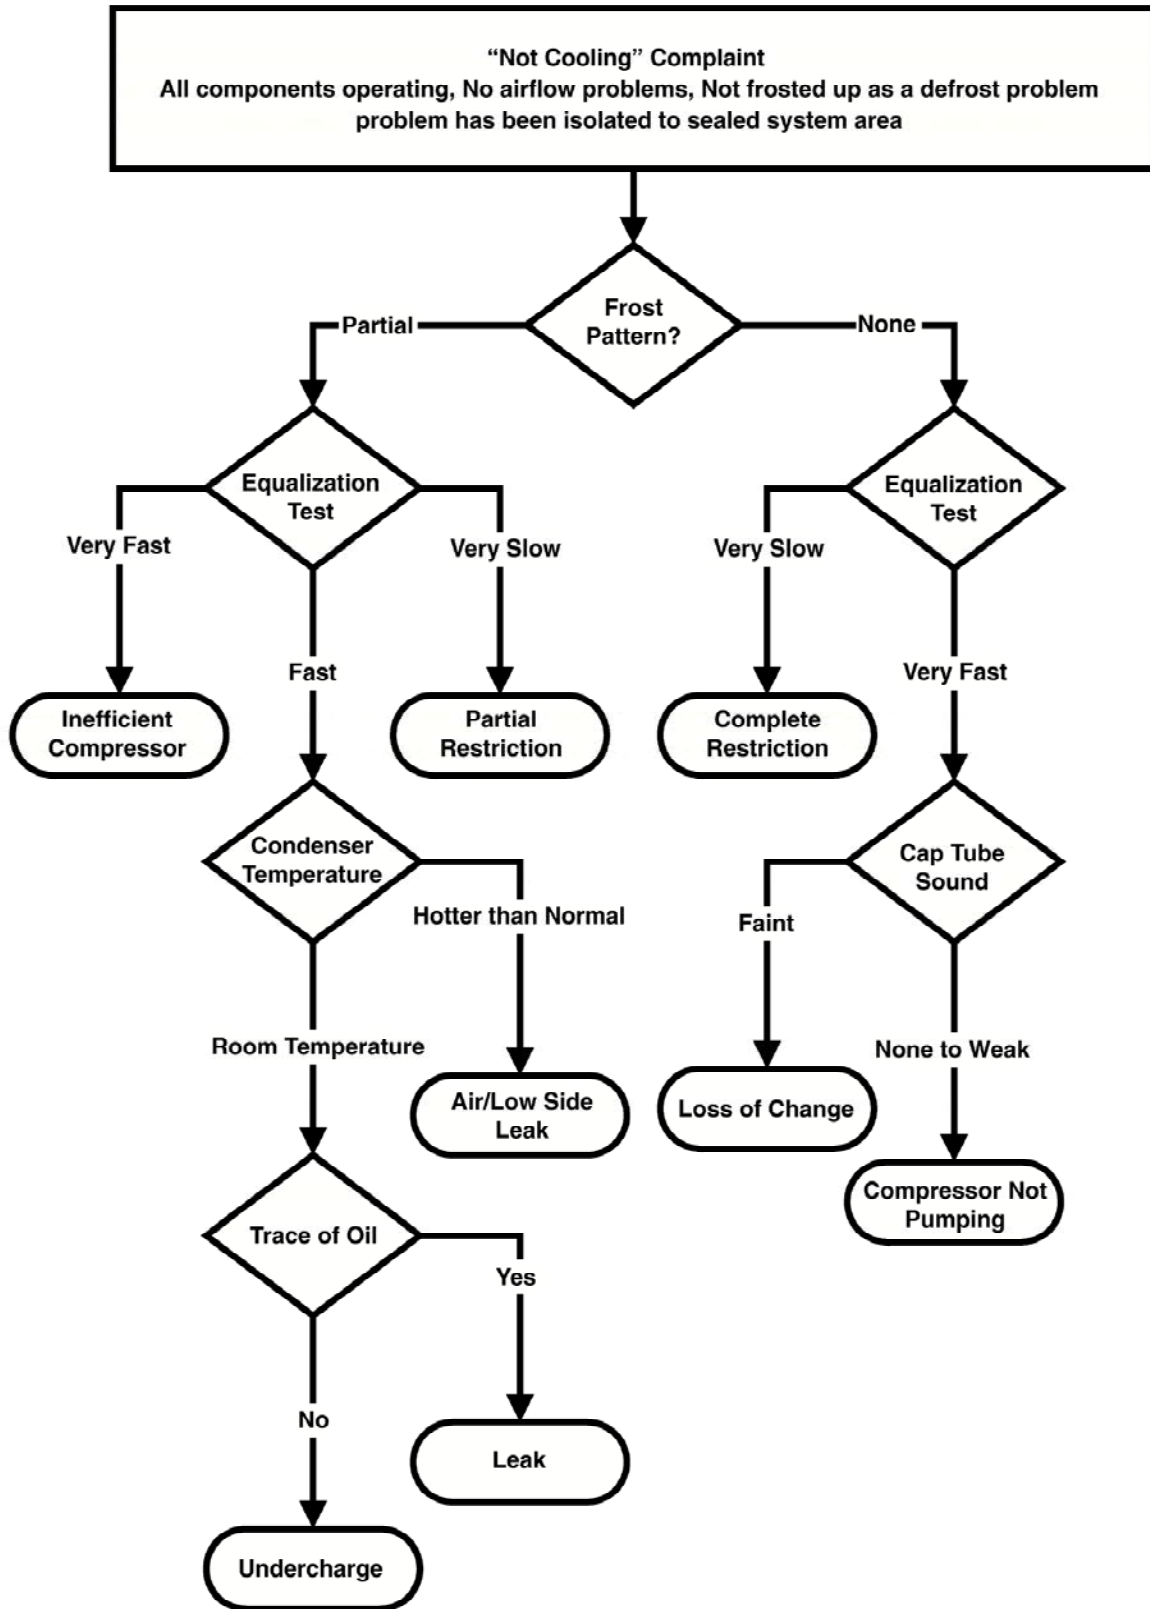 “Not Cooling” Complaint
All components operating, No airflow problems, Not frosted up as a defrost problem
problem has been isolated to sealed system area
Frost
Pattern?
Partial
None
Equalization
Test
Equalization
Test
Very Fast
Very Slow
Very Slow
Fast
Very Fast
Inefficient
Compressor
Partial
Restriction
Complete
Restriction
Condenser
Temperature
Cap Tube
Sound
Hotter than Normal
Faint
Room Temperature
None to Weak
Air/Low Side
Leak
Loss of Change
Compressor Not
Pumping
Trace of Oil
Yes
No
Leak
Undercharge